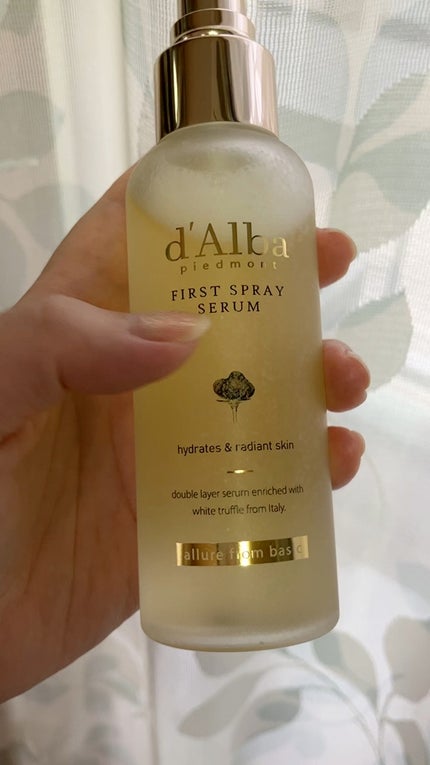 d'Alba
piedmont
FIRST SPRAY
SERUM
hydrates & radiant skin
double layer serum enriched with
white truffle from Italy.
allure from basic